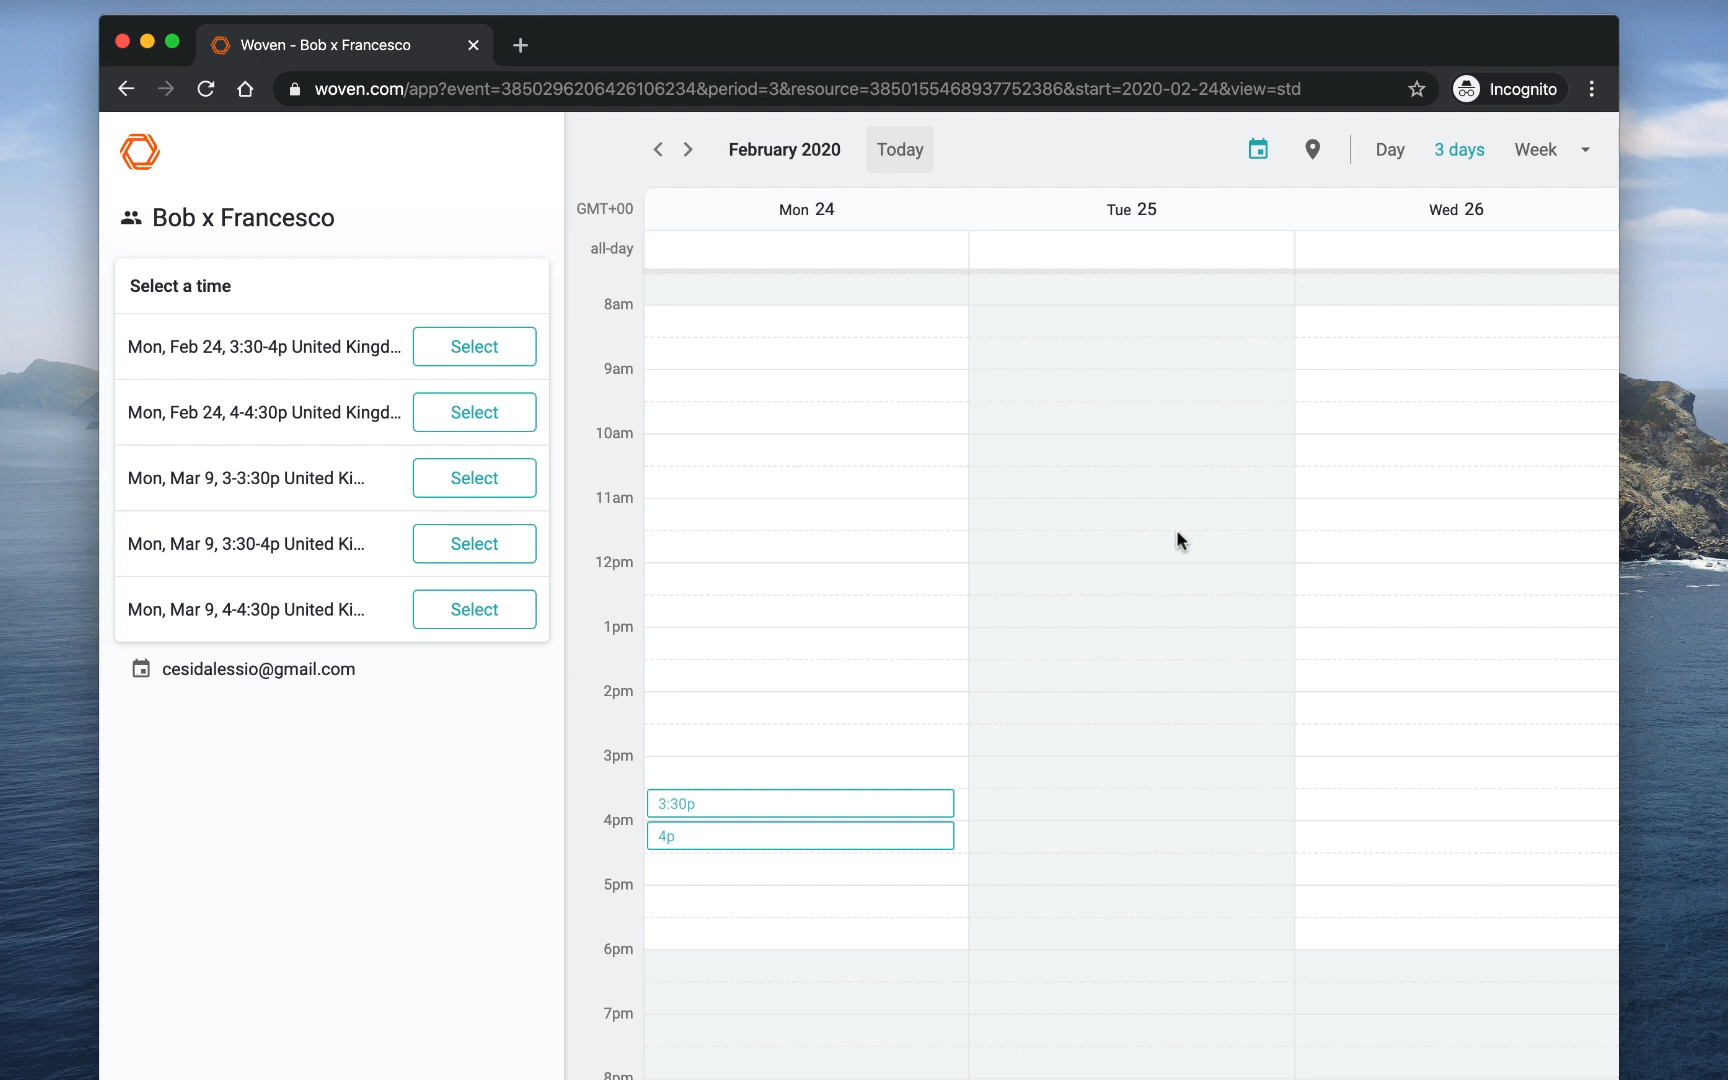 Woven - Bob x Francesco
woven.com/app?event=3850296206426106234&period=3&resource=3850155468937752386&start=2020-02-24&view=std
Incognito
February 2020
Today
Day
3 days
Week
Bob x Francesco
Select a time
Mon, Feb 24, 3:30-4p United Kingd...
Select
Mon, Feb 24, 4-4:30p United Kingd...
Select
Mon, Mar 9, 3-3:30p United Ki...
Select
Mon, Mar 9, 3:30-4p United Ki...
Select
Mon, Mar 9, 4-4:30p United Ki...
Select
cesidalessio@gmail.com
GMT+00
Mon 24
Tue 25
Wed 26
all-day
8am
9am
10am
11am
12pm
1pm
2pm
3pm
3:30p
4pm
4p
5pm
6pm
7pm
8pm